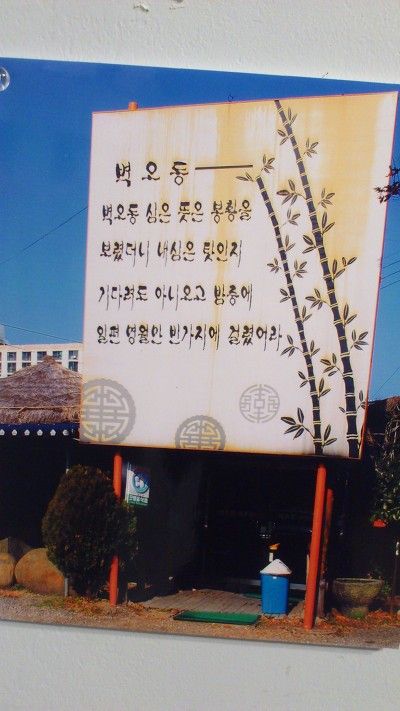 벽오동
벽오동 심은 뜻은 봉황을
보렸더니 내심은 탓인지
기다려도 아니오고 밤중에
일편 명월만 빈가지에 걸렸어라